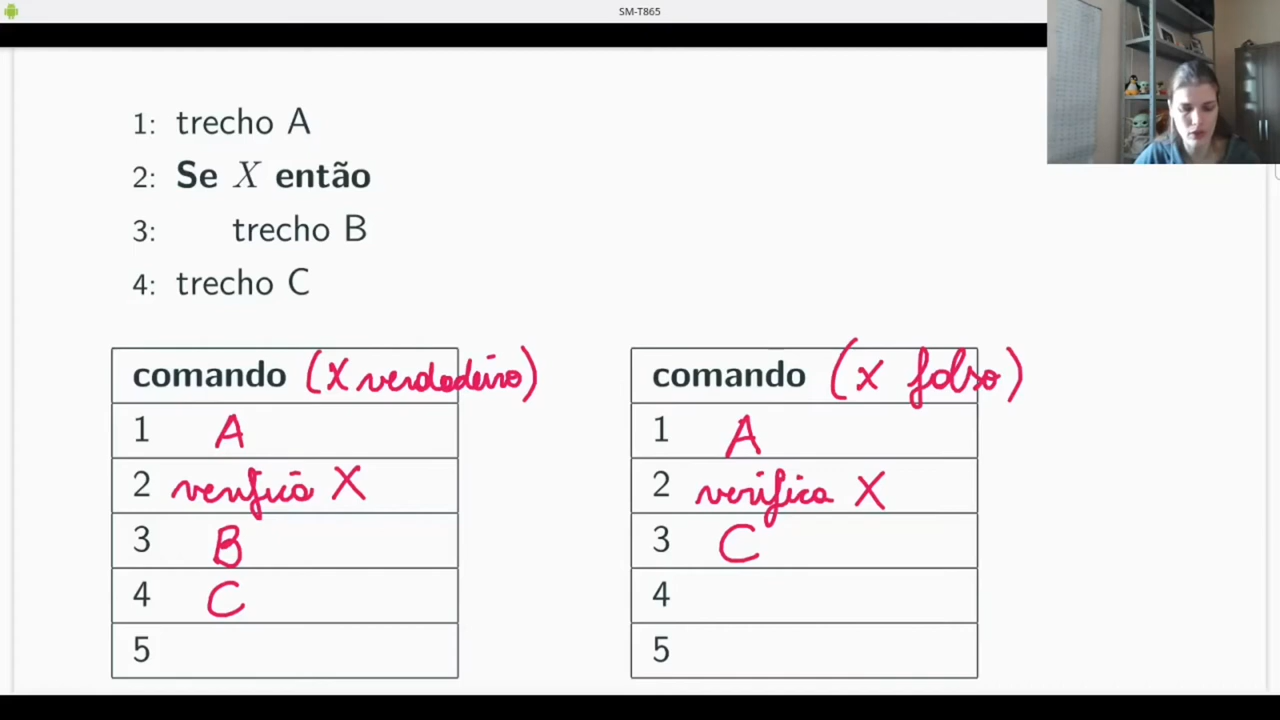 SM-T865
1: trecho A
2: Se X então
3: trecho B
4: trecho C
comando (X verdadeiro)
1 A
2 verifica X
3 B
4 C
5
comando (X falso)
1 A
2 verifica X
3 C
4
5